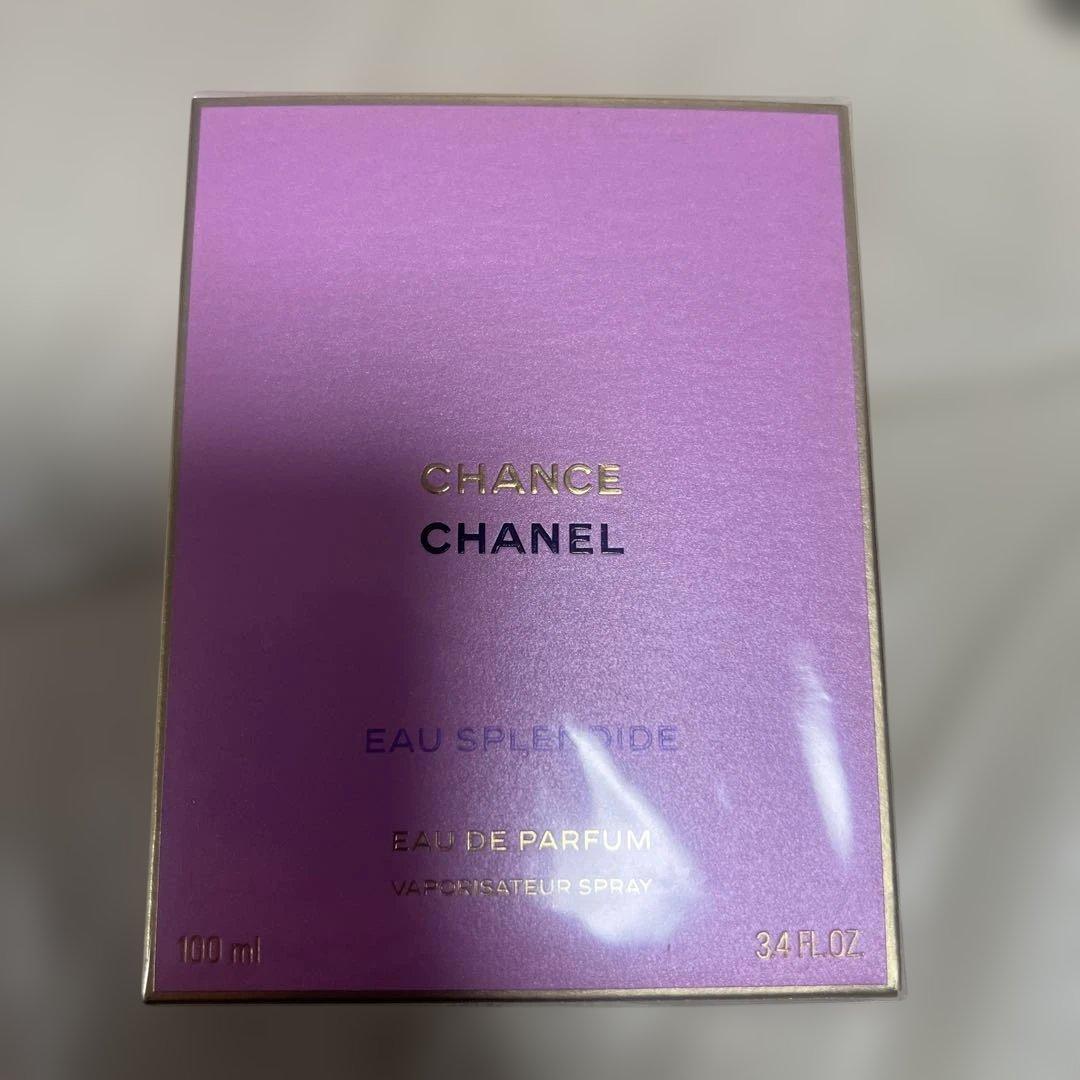 CHANCE
CHANEL
EAU SPLENDIDE
EAU DE PARFUM
VAPORISATEUR SPRAY
100 ml 3.4 FL.OZ.